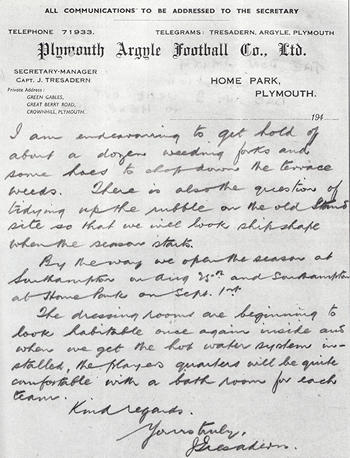 ALL COMMUNICATIONS TO BE ADDRESSED TO THE SECRETARY
TELEPHONE 71933.
TELEGRAMS: TRESADERN, ARGYLE, PLYMOUTH
Plymouth Argyle Football Co., Ltd.
SECRETARY-MANAGER
CAPT. J. TRESADERN
Private Address:
GREEN GABLES,
GREAT BERRY ROAD,
CROWNHILL, PLYMOUTH.
HOME PARK,
PLYMOUTH.
194
I am endeavouring to get hold of
about a dozen weeding forks and
some hoes to chop down the terrace
weeds. There is also the question of
tidying up the rubble on the old Stand
site so that we will look ship shape
when the season starts.
By the way we open the season at
Southampton on Aug 25th and Southampton
at Home Park on Sept. 1st
The dressing rooms are beginning to
look habitable once again inside and
when we get the hot water system in-
stalled, the players quarters will be quite
comfortable with a bath room for each
team.
Kind regards.
Yours truly,
J Tresadern.